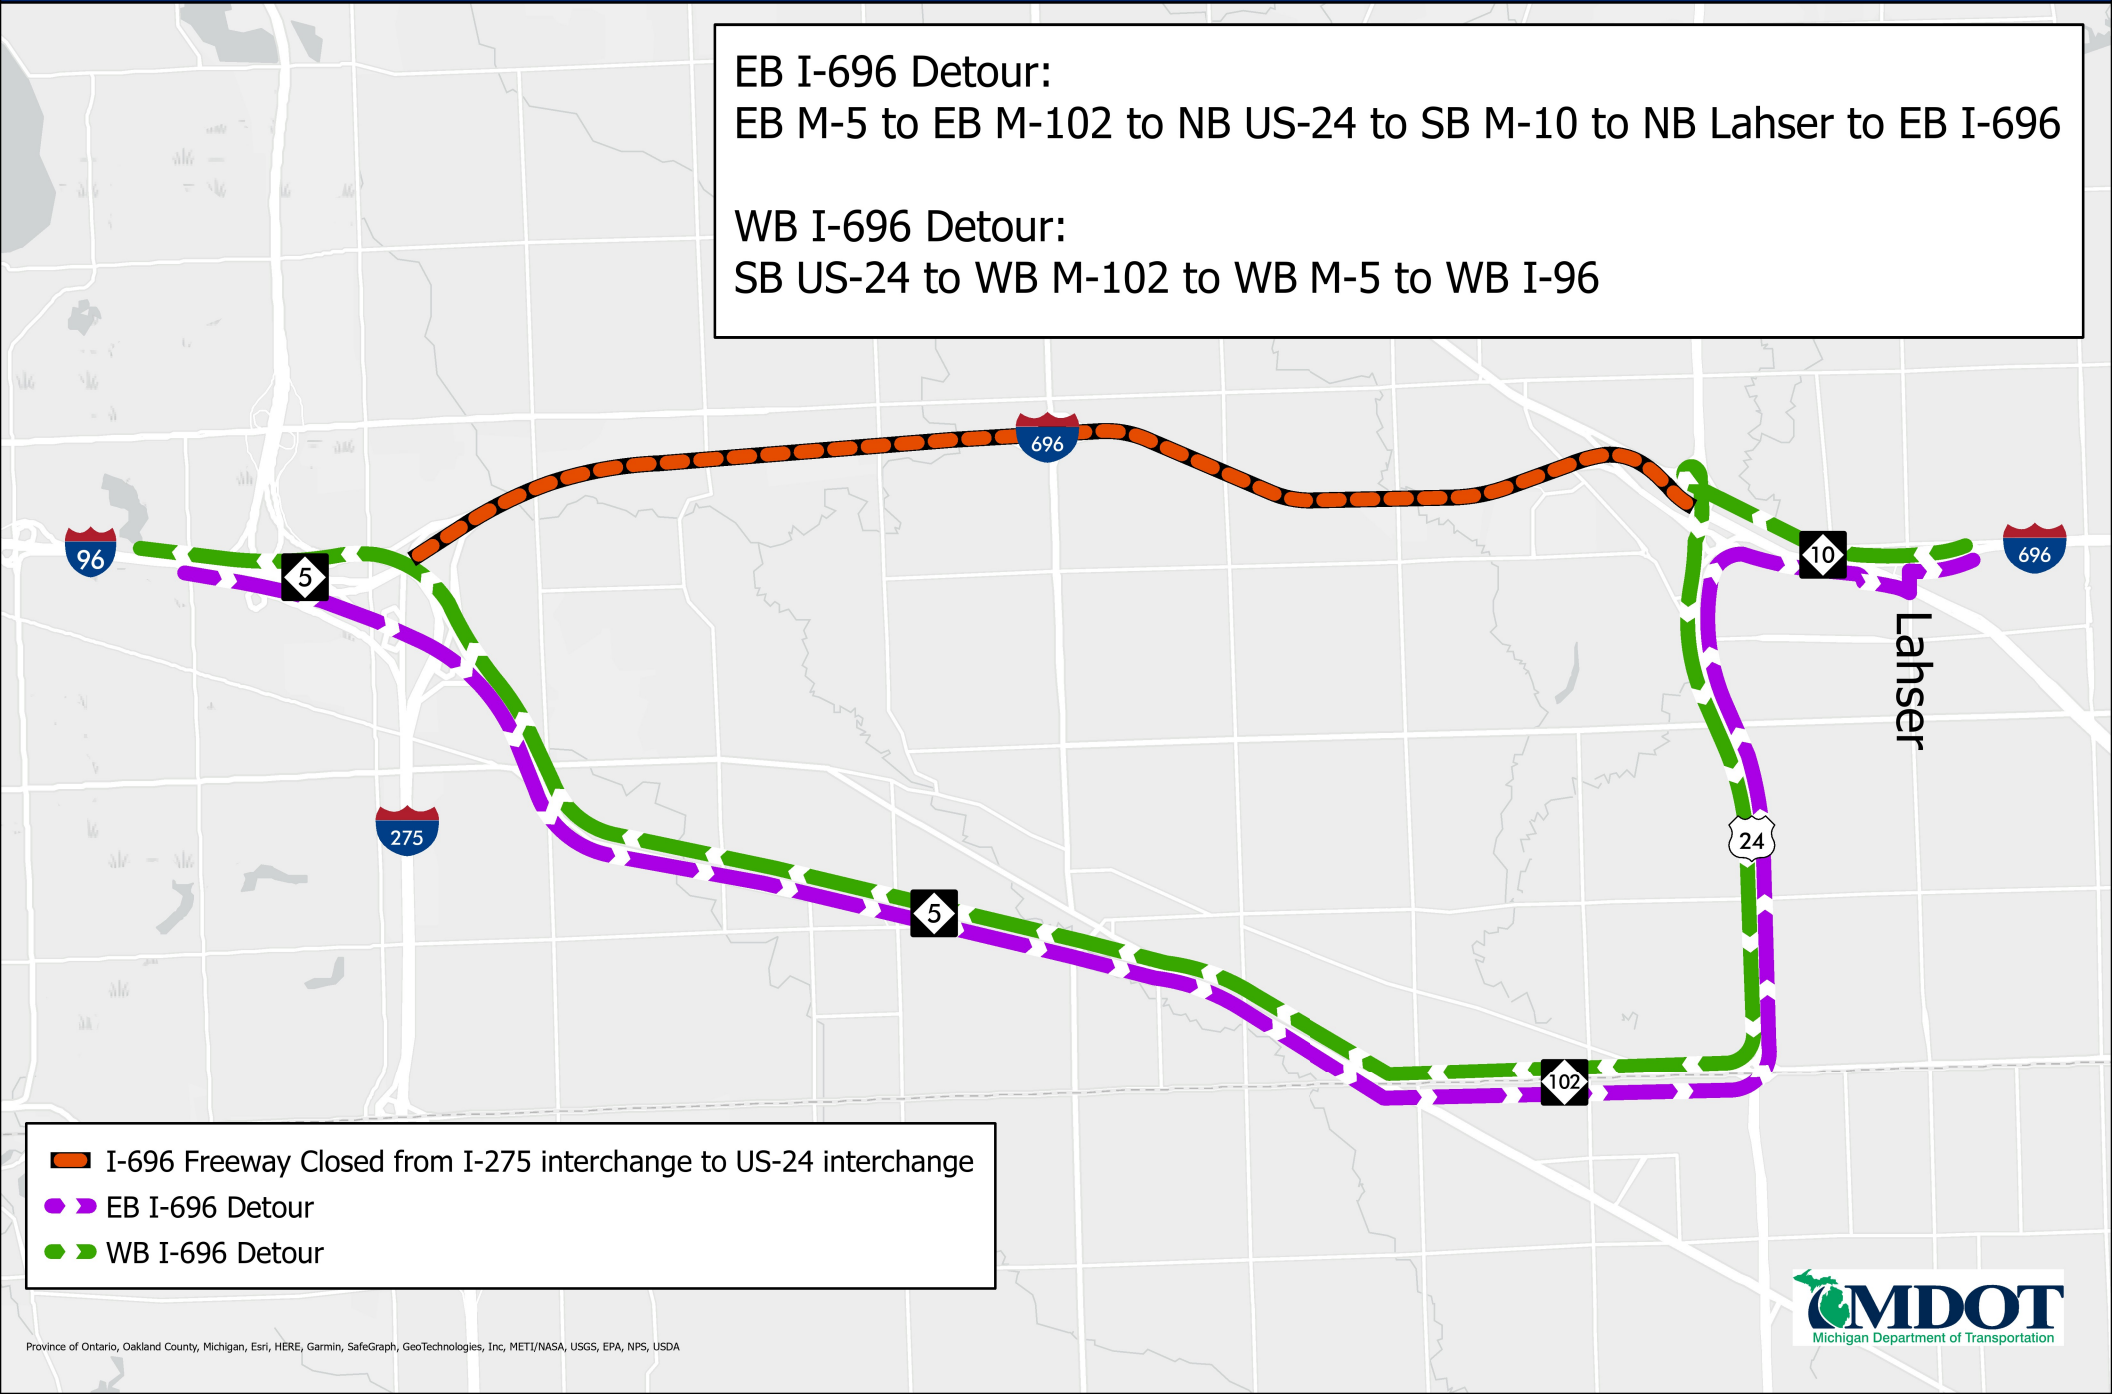 EB I-696 Detour:
EB M-5 to EB M-102 to NB US-24 to SB M-10 to NB Lahser to EB I-696
WB I-696 Detour:
SB US-24 to WB M-102 to WB M-5 to WB I-96
696
96
5
10
696
Lahser
275
24
5
102
I-696 Freeway Closed from I-275 interchange to US-24 interchange
EB I-696 Detour
WB I-696 Detour
MDOT
Michigan Department of Transportation
Province of Ontario, Oakland County, Michigan, Esri, HERE, Garmin, SafeGraph, GeoTechnologies, Inc, METI/NASA, USGS, EPA, NPS, USDA